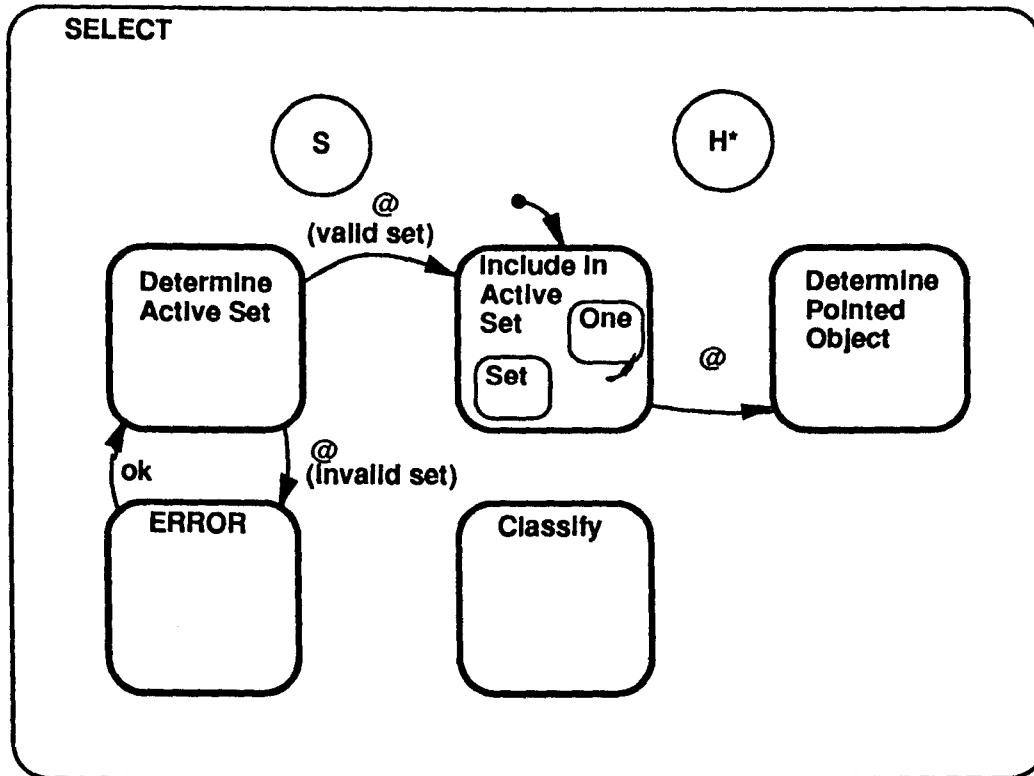 SELECT
S
H*
@
(valid set)
Determine
Active Set
Include in
Active
Set
One
Set
Determine
Pointed
Object
@
ok
@
(invalid set)
ERROR
Classify